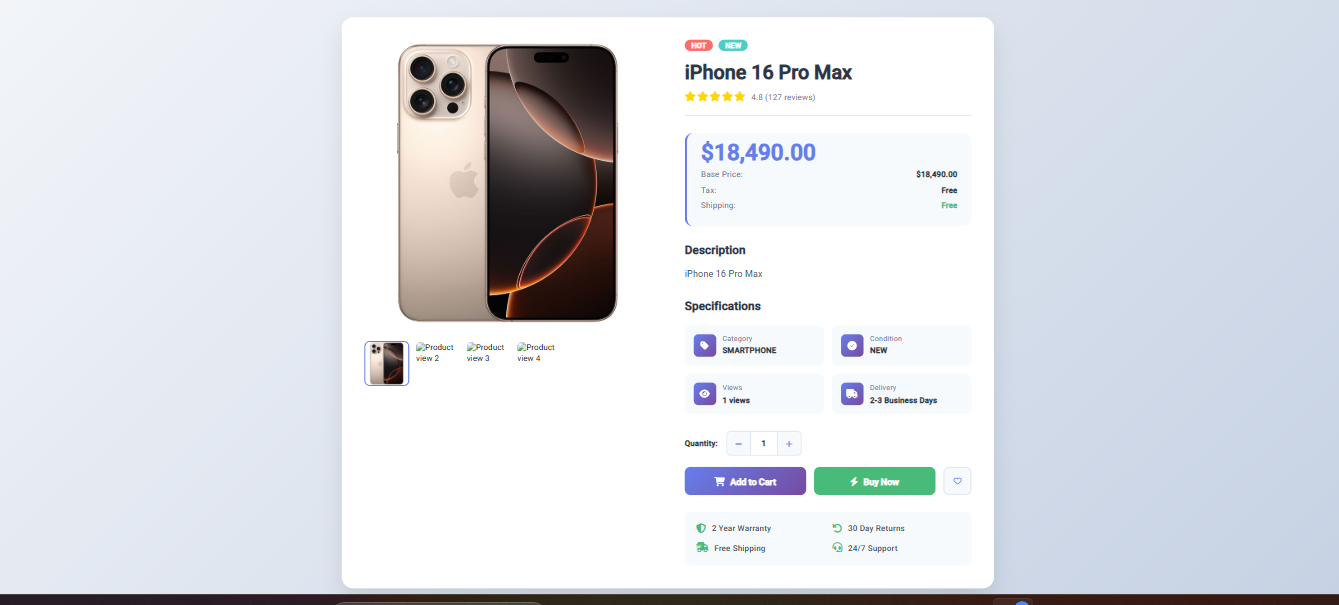 HOT NEW
iPhone 16 Pro Max
4.8 (127 reviews)
$18,490.00
Base Price: $18,490.00
Tax: Free
Shipping: Free
Description
iPhone 16 Pro Max
Specifications
Category
SMARTPHONE
Condition
NEW
Views
1 views
Delivery
2-3 Business Days
Quantity: − 1 +
Add to Cart
Buy Now
2 Year Warranty
30 Day Returns
Free Shipping
24/7 Support
Product
view 2
Product
view 3
Product
view 4